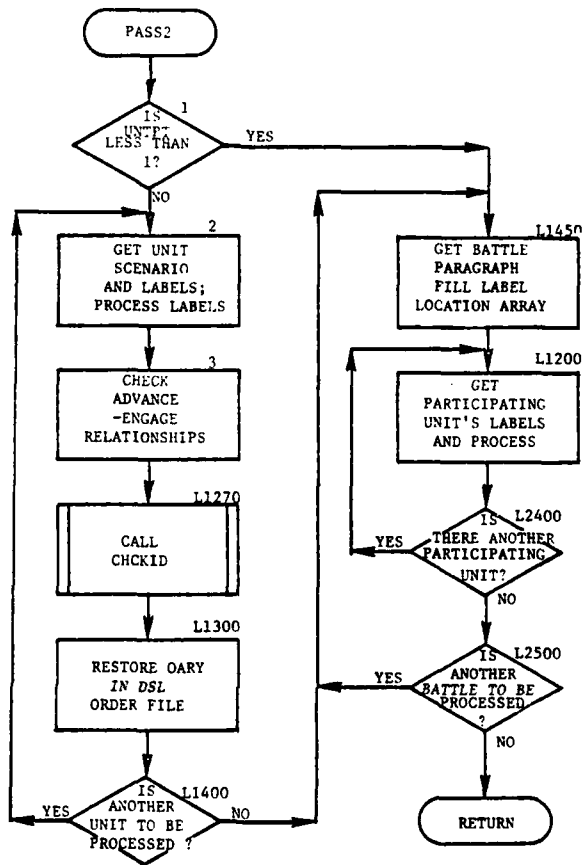 PASS2
1
IS
UNTPT
LESS THAN
1?
YES
NO
2
GET UNIT
SCENARIO
AND LABELS;
PROCESS LABELS
3
CHECK
ADVANCE
-ENGAGE
RELATIONSHIPS
L1270
CALL
CHCKID
L1300
RESTORE OARY
IN DSL
ORDER FILE
L1400
IS
ANOTHER
UNIT TO BE
PROCESSED ?
YES
NO
L1450
GET BATTLE
PARAGRAPH
FILL LABEL
LOCATION ARRAY
L1200
GET
PARTICIPATING
UNIT'S LABELS
AND PROCESS
L2400
IS
THERE ANOTHER
PARTICIPATING
UNIT?
YES
NO
L2500
IS
ANOTHER
BATTLE TO BE
PROCESSED
?
YES
NO
RETURN